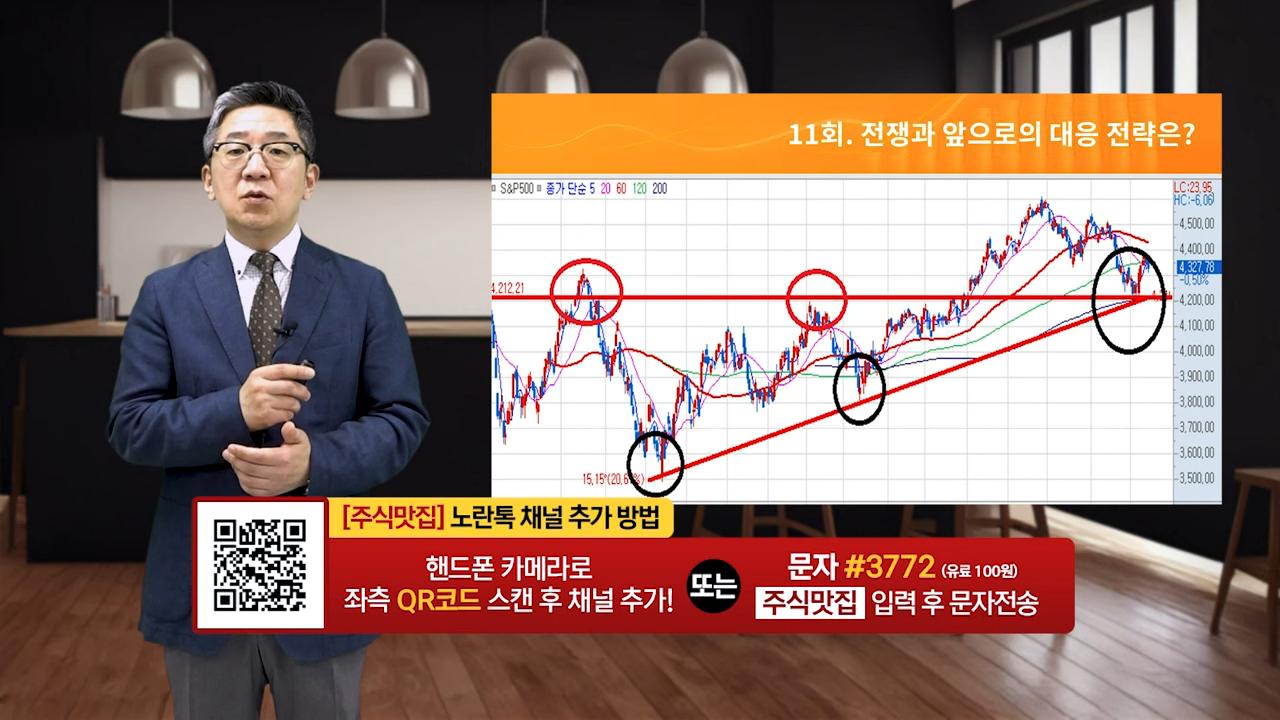 11회. 전쟁과 앞으로의 대응 전략은?
S&P500 종가 단순 5 20 60 120 200
LC:23,95
HC:-6,06
4,500,00
4,400,00
4,327,78
-0,50%
4,212,21
4,200,00
4,100,00
4,000,00
3,900,00
3,800,00
3,700,00
3,600,00
3,500,00
[주식맛집] 노란톡 채널 추가 방법
핸드폰 카메라로
좌측 QR코드 스캔 후 채널 추가!
또는
문자 #3772 (유료 100원)
주식맛집 입력 후 문자전송